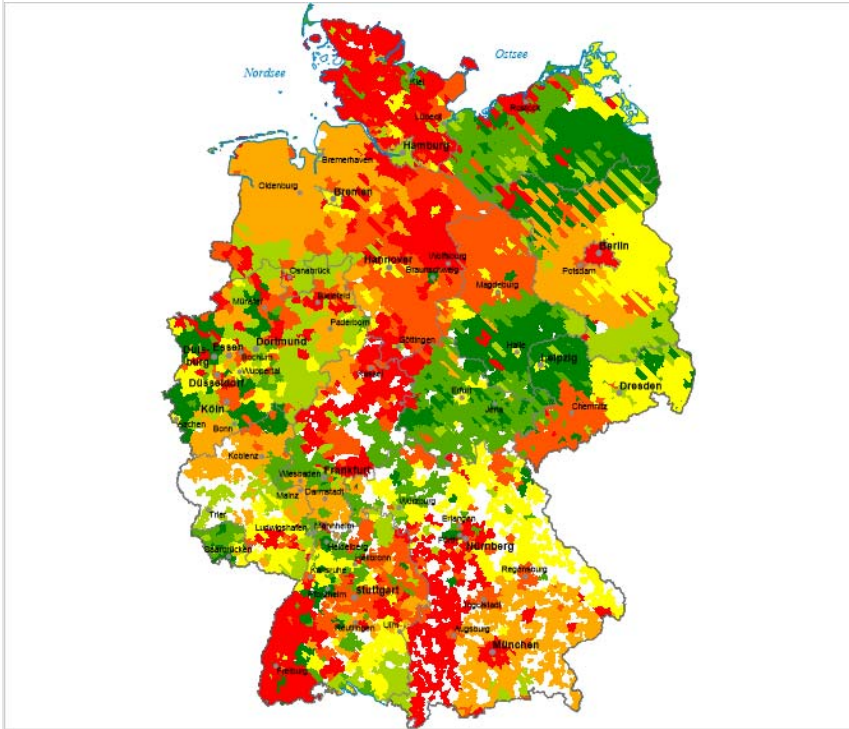 Nordsee
Ostsee
Kiel
Rostock
Lübeck
Hamburg
Bremerhaven
Oldenburg
Bremen
Berlin
Wolfsburg
Hannover
Braunschweig
Potsdam
Osnabrück
Magdeburg
Münster
Bielefeld
Paderborn
Göttingen
Halle
Dortmund
Essen
Duis-
burg
Bochum
Leipzig
Wuppertal
Kassel
Düsseldorf
Erfurt
Dresden
Köln
Jena
Chemnitz
Aachen
Bonn
Koblenz
Frankfurt
Wiesbaden
Mainz
Darmstadt
Würzburg
Trier
Erlangen
Ludwigshafen
Mannheim
Nürnberg
Saarbrücken
Heidelberg
Heilbronn
Karlsruhe
Regensburg
Pforzheim
Stuttgart
Ingolstadt
Reutlingen
Ulm
Augsburg
München
Freiburg